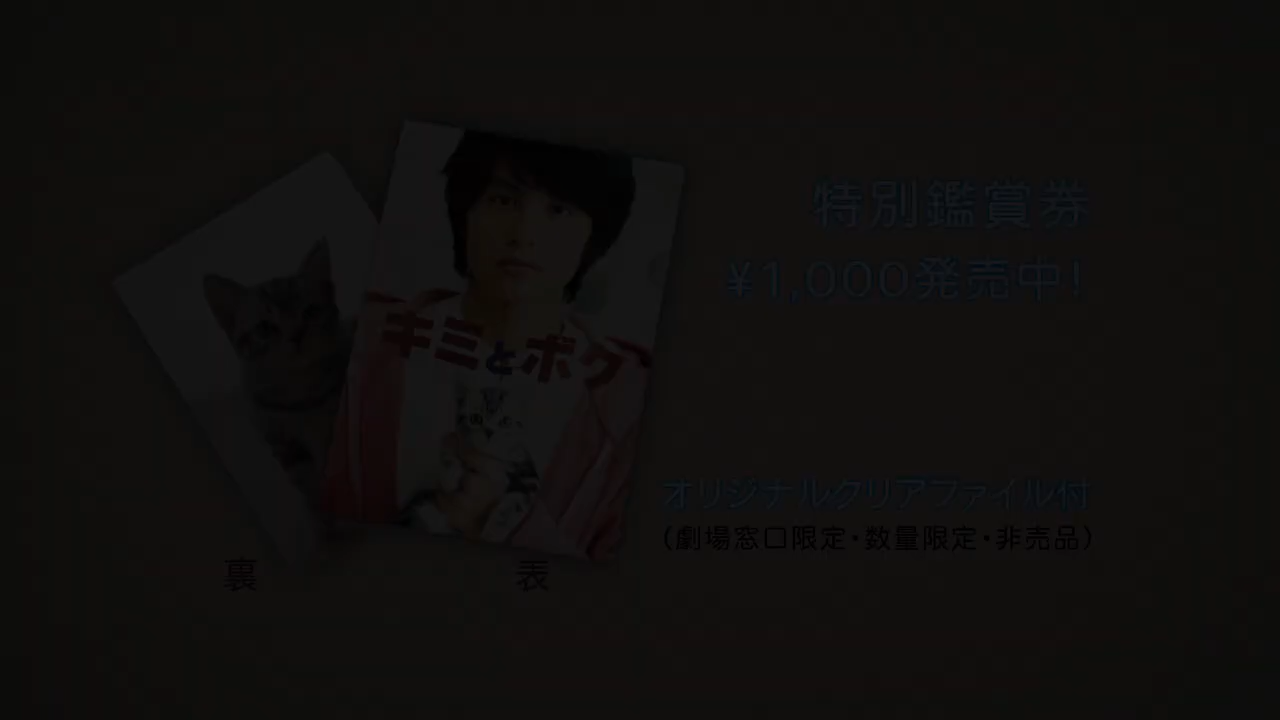 特別鑑賞券
¥1,000発売中!
キミとボク
オリジナルクリアファイル付
(劇場窓口限定・数量限定・非売品)
裏
表